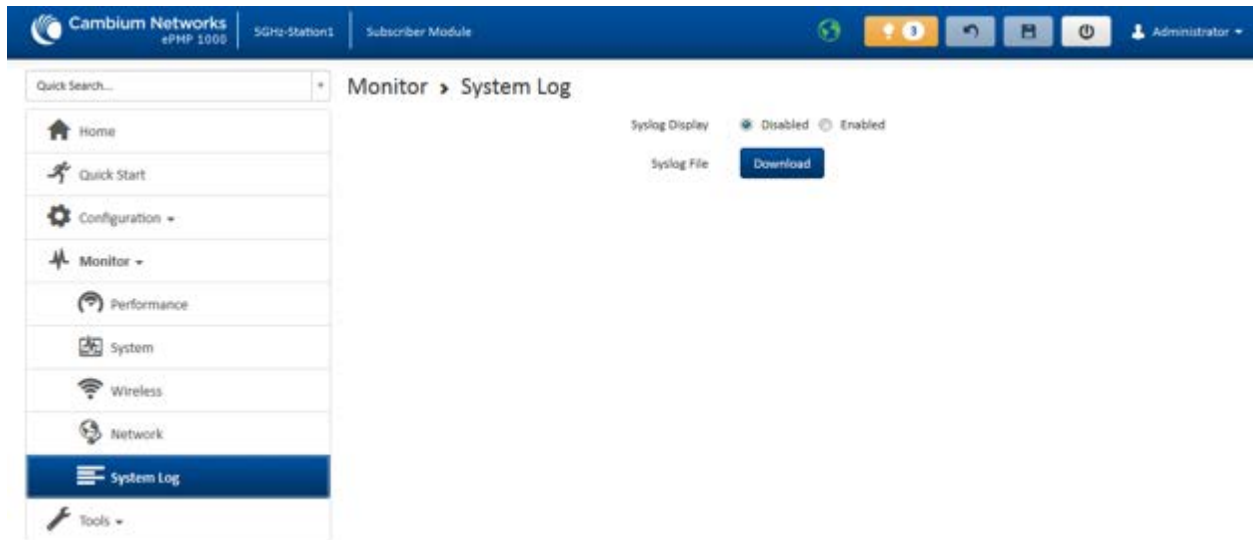 Cambium Networks
ePMP 1000
5GHz-Station1
Subscriber Module
3
Administrator
Quick Search...
Monitor > System Log
Home
Quick Start
Configuration
Monitor
Performance
System
Wireless
Network
System Log
Tools
Syslog Display
Disabled
Enabled
Syslog File
Download